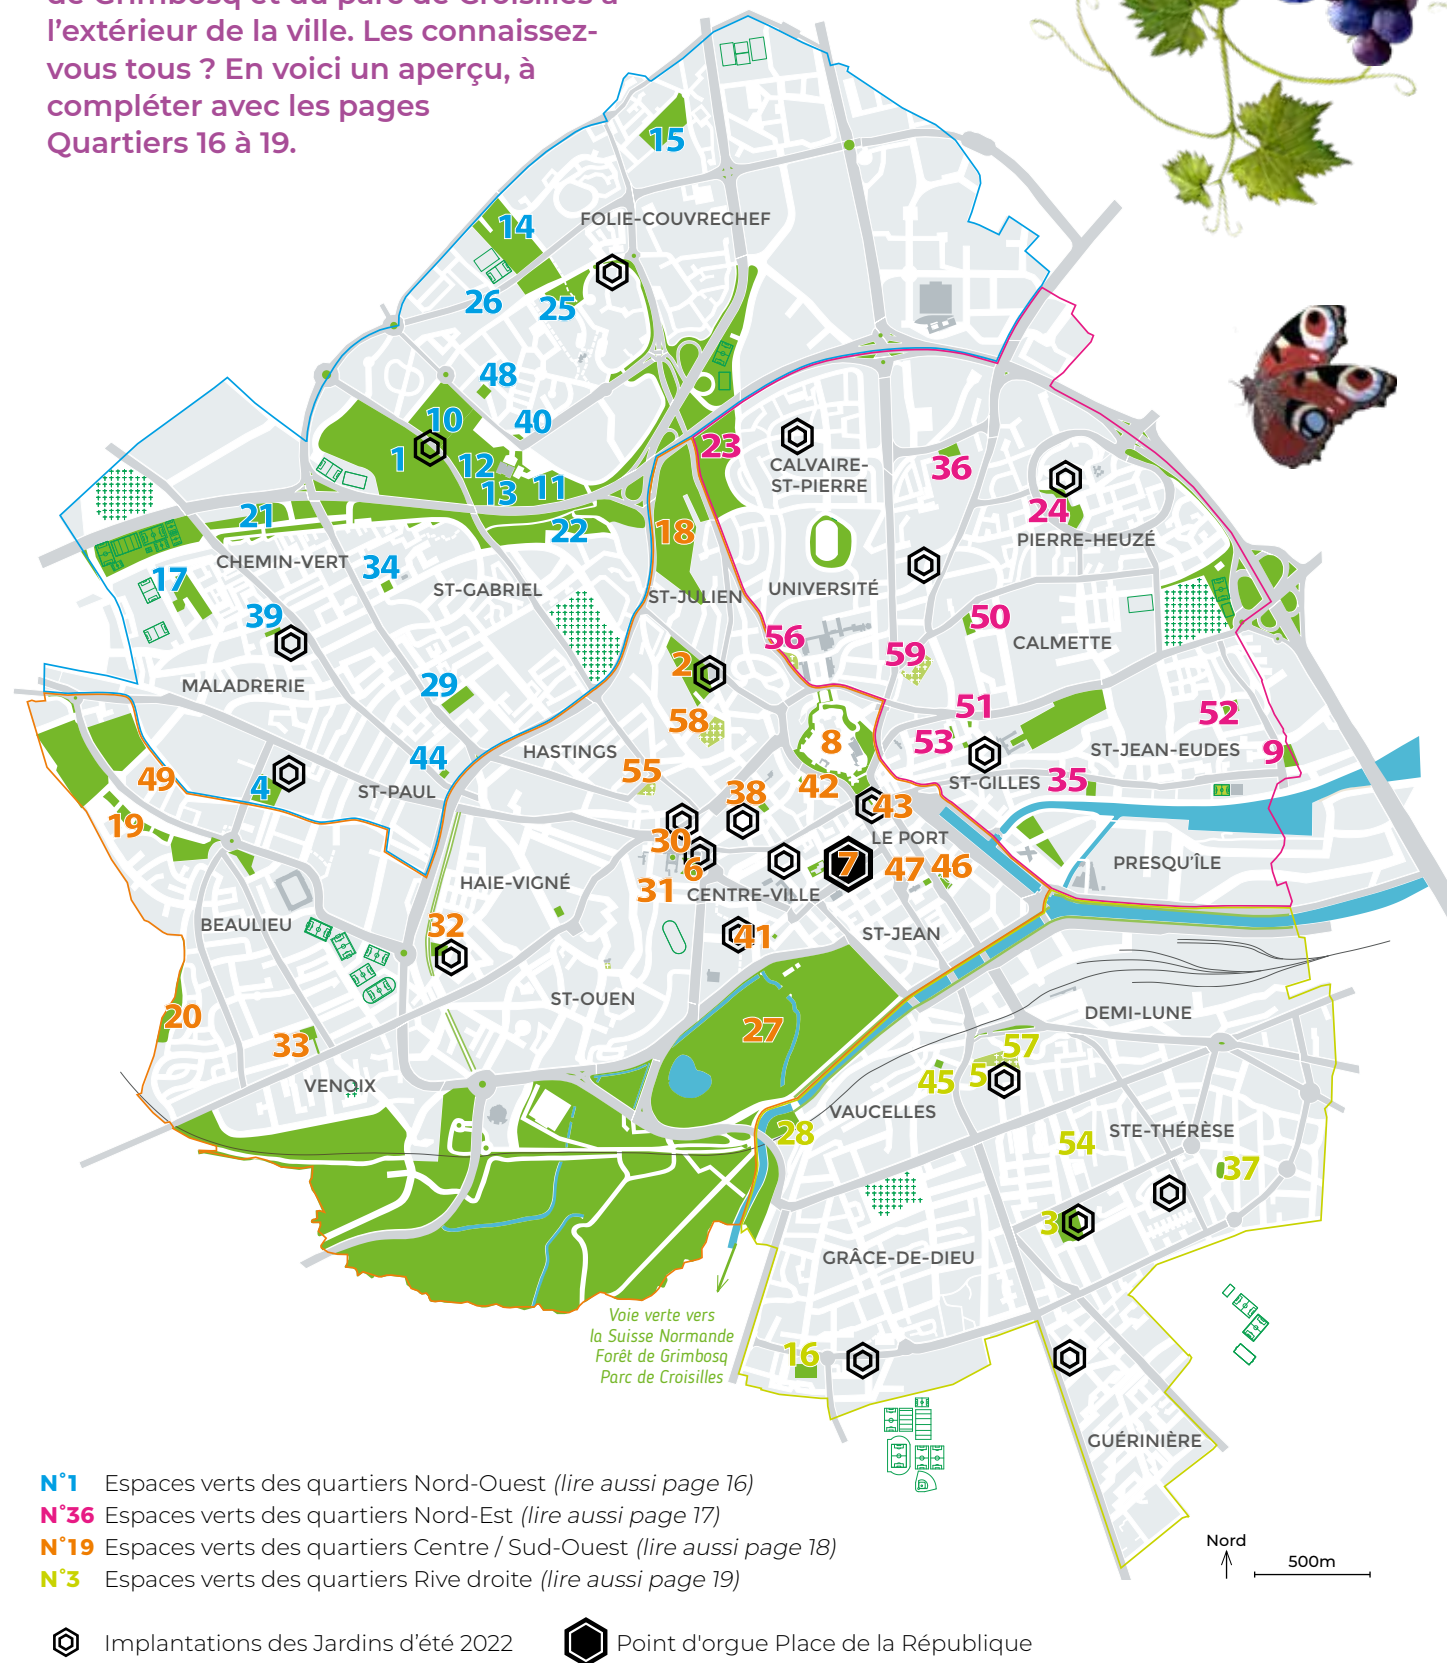 de Grimbosq et du parc de Croisilles à
l’extérieur de la ville. Les connaissez-
vous tous ? En voici un aperçu, à
compléter avec les pages
Quartiers 16 à 19.
15
14
FOLIE-COUVRECHEF
26
25
48
10
40
1
12
13
11
23
CALVAIRE-
ST-PIERRE
36
24
PIERRE-HEUZÉ
21
22
18
CHEMIN-VERT
34
17
ST-GABRIEL
ST-JULIEN
UNIVERSITÉ
39
50
CALMETTE
56
59
2
MALADRERIE
29
58
51
52
53
8
HASTINGS
44
55
ST-JEAN-EUDES
9
49
4
ST-PAUL
38
42
43
ST-GILLES
35
19
30
6
31
LE PORT
7
47
46
PRESQU’ÎLE
HAIE-VIGNÉ
CENTRE-VILLE
BEAULIEU
32
41
ST-JEAN
20
ST-OUEN
27
DEMI-LUNE
33
57
VENOIX
45
5
VAUCELLES
28
54
STE-THÉRÈSE
37
3
GRÂCE-DE-DIEU
Voie verte vers
la Suisse Normande
Forêt de Grimbosq
Parc de Croisilles
16
GUÉRINIÈRE
N°1 Espaces verts des quartiers Nord-Ouest (lire aussi page 16)
N°36 Espaces verts des quartiers Nord-Est (lire aussi page 17)
N°19 Espaces verts des quartiers Centre / Sud-Ouest (lire aussi page 18)
N°3 Espaces verts des quartiers Rive droite (lire aussi page 19)
Nord
500m
Implantations des Jardins d’été 2022
Point d'orgue Place de la République